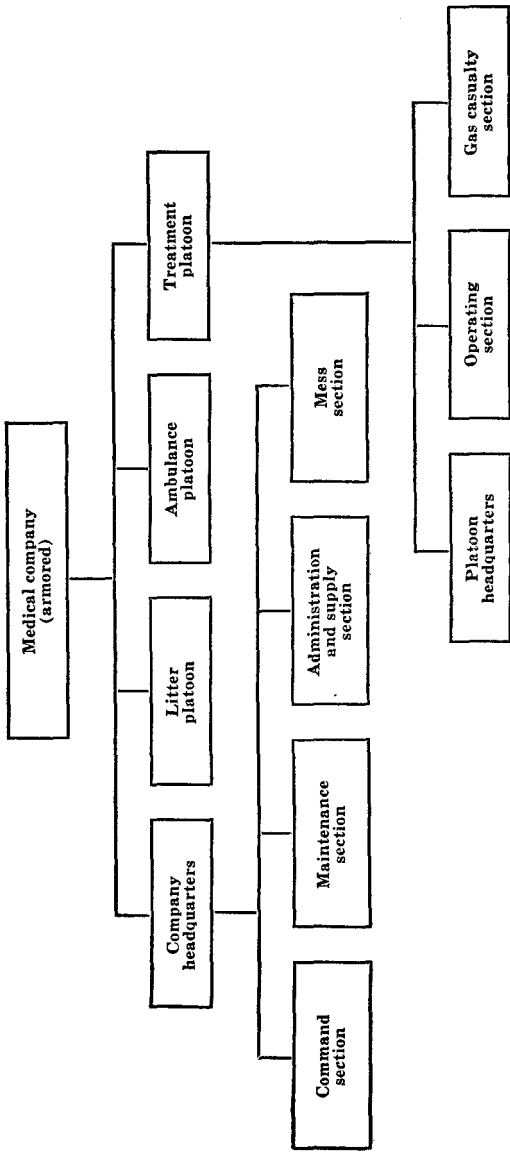 Medical company
(armored)
Company
headquarters
Litter
platoon
Ambulance
platoon
Treatment
platoon
Command
section
Maintenance
section
Administration
and supply
section
Mess
section
Platoon
headquarters
Operating
section
Gas casualty
section